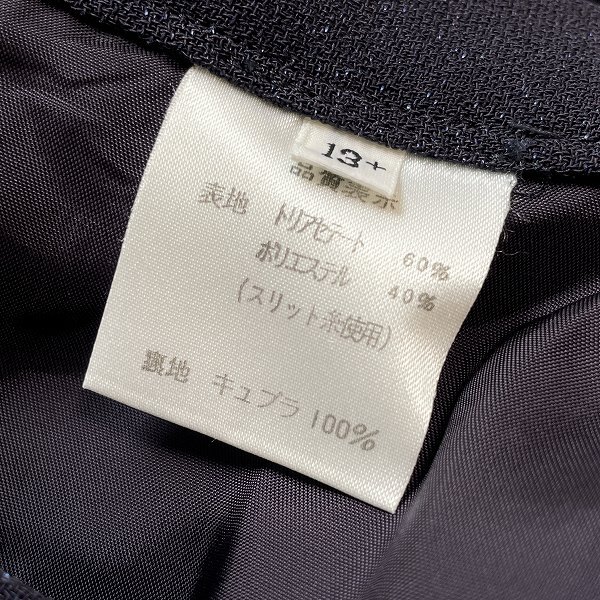 13+
品質表示
表地 トリアセテート 60%
ポリエステル 40%
(スリット糸使用)
裏地 キュプラ 100%